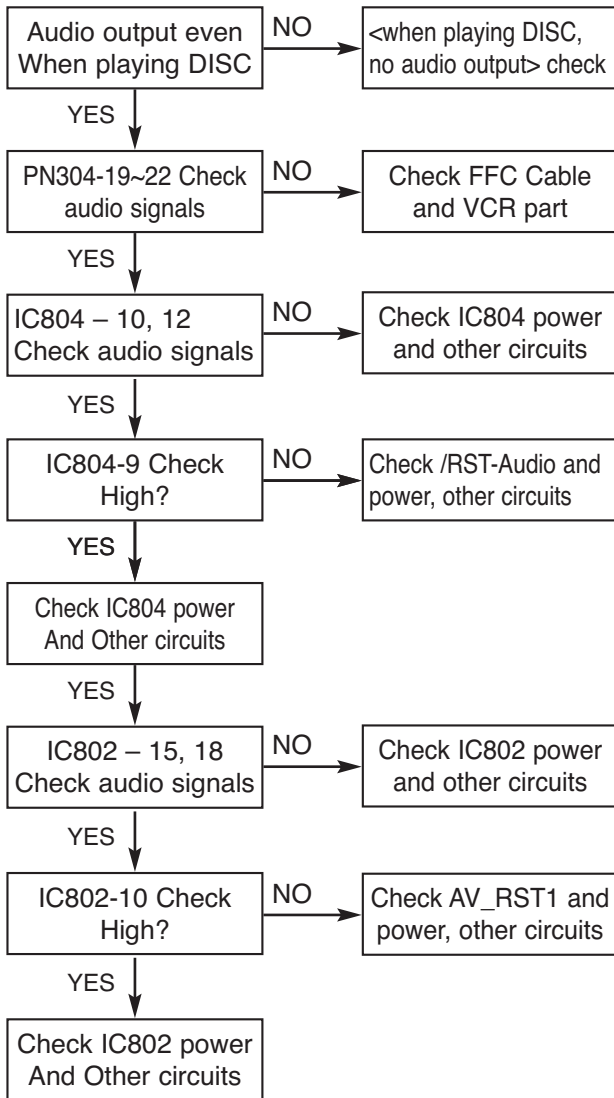 Audio output even
When playing DISC
NO
<when playing DISC,
no audio output> check
YES
PN304-19~22 Check
audio signals
NO
Check FFC Cable
and VCR part
YES
IC804 – 10, 12
Check audio signals
NO
Check IC804 power
and other circuits
YES
IC804-9 Check
High?
NO
Check /RST-Audio and
power, other circuits
YES
Check IC804 power
And Other circuits
YES
IC802 – 15, 18
Check audio signals
NO
Check IC802 power
and other circuits
YES
IC802-10 Check
High?
NO
Check AV_RST1 and
power, other circuits
YES
Check IC802 power
And Other circuits